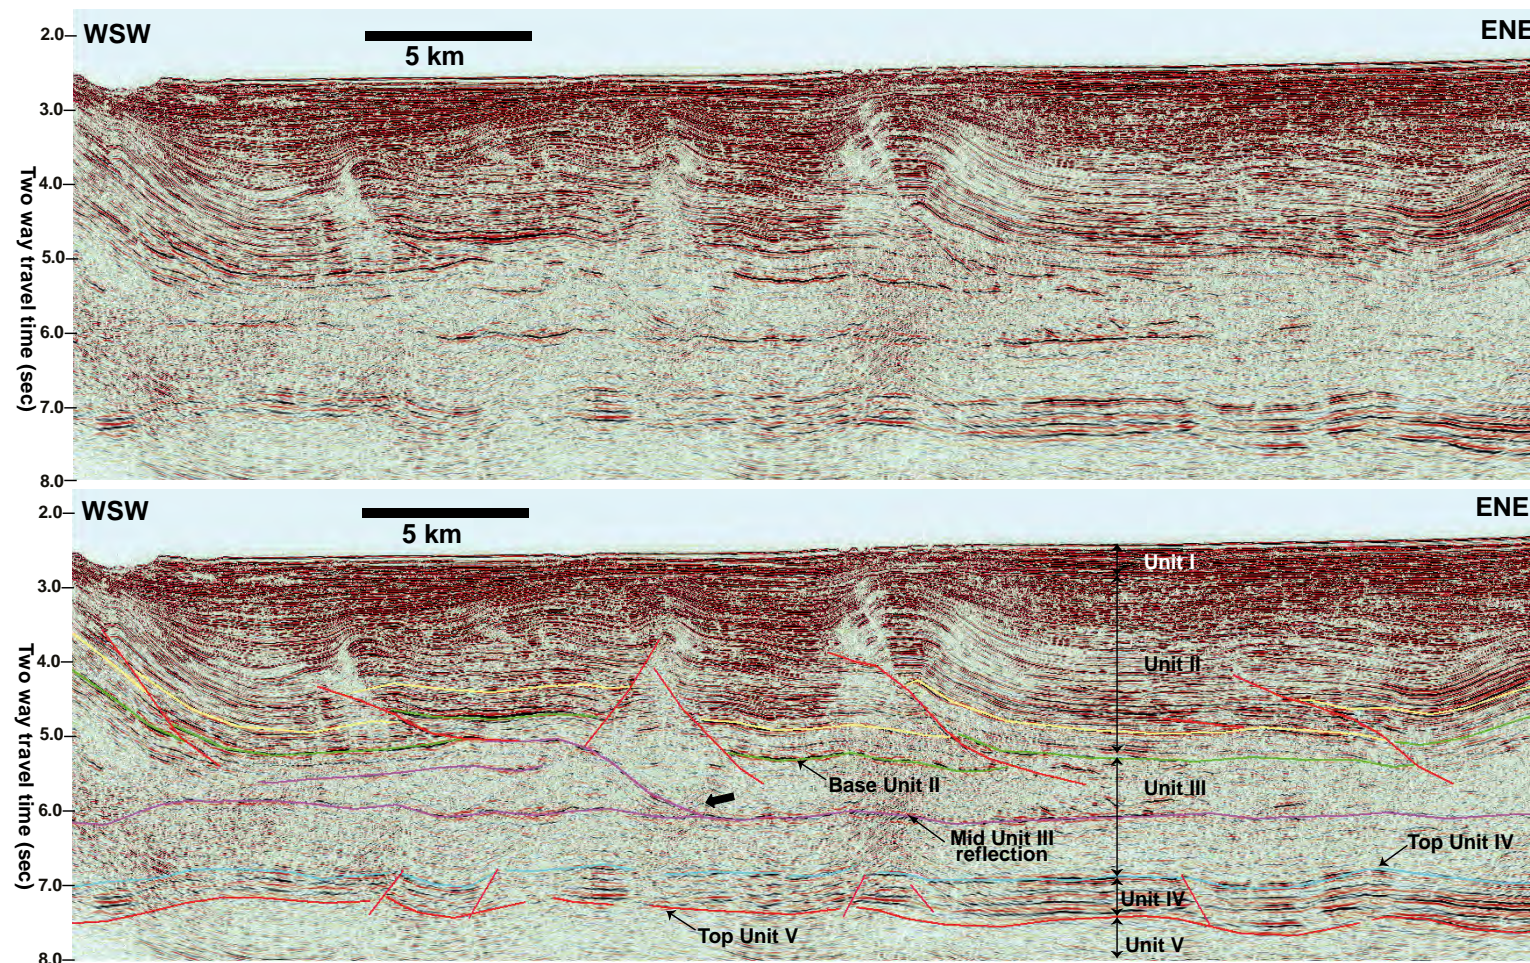 2.0
WSW
ENE
5 km
3.0
4.0
5.0
6.0
7.0
8.0
Two way travel time (sec)
2.0
WSW
ENE
5 km
Unit I
3.0
4.0
Unit II
5.0
Base Unit II
Unit III
6.0
Mid Unit III
reflection
Top Unit IV
7.0
Unit IV
Top Unit V
Unit V
8.0
Two way travel time (sec)